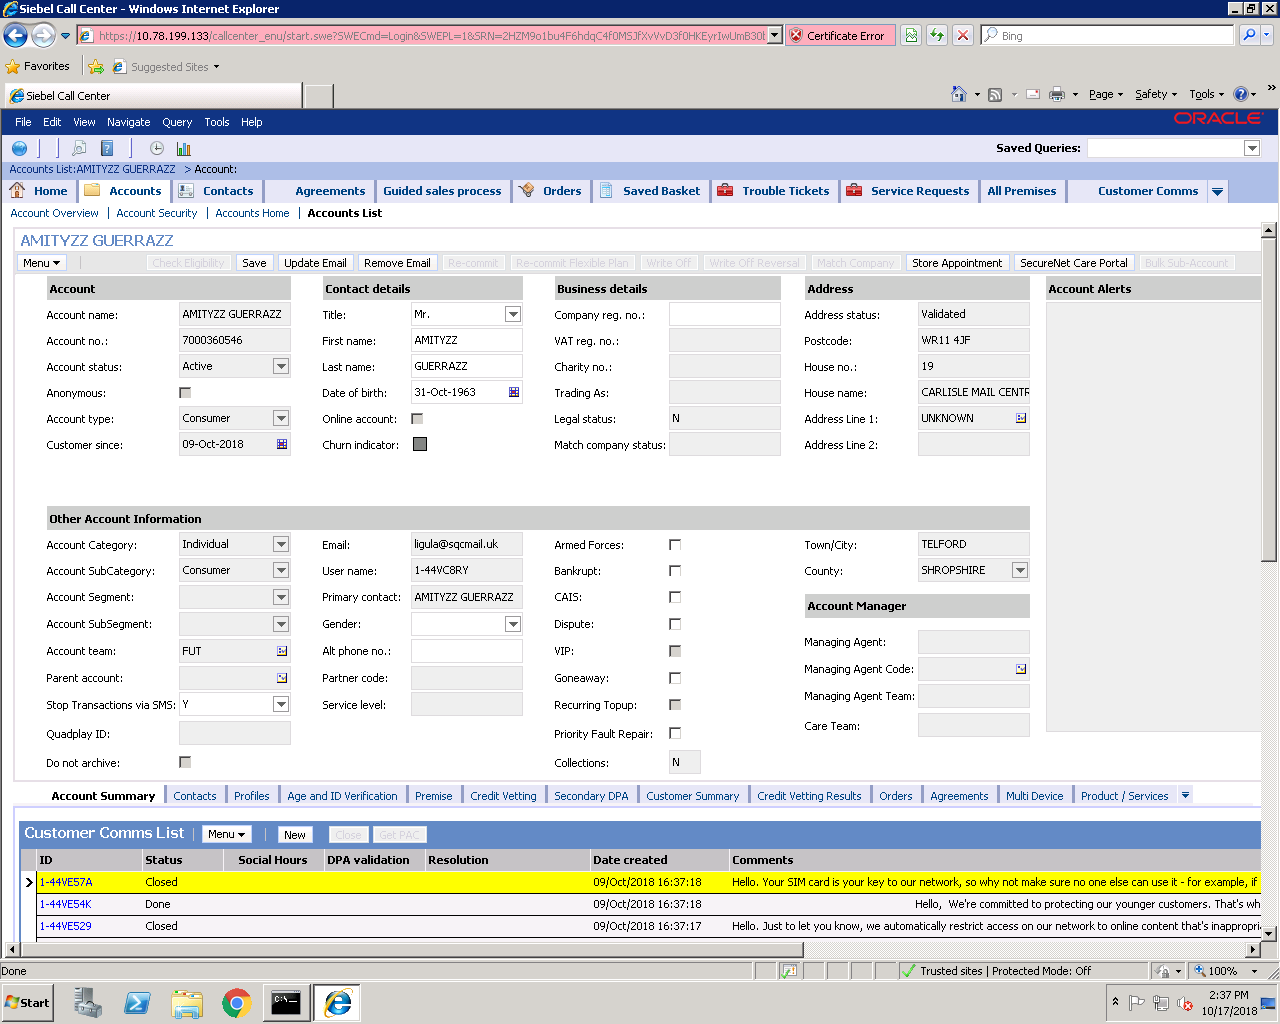 Siebel Call Center - Windows Internet Explorer
https://10.78.199.133/callcenter_enu/start.swe?SWECmd=Login&SWEPL=1&SRN= Certificate Error Bing
Favorites Suggested Sites
Siebel Call Center Page Safety Tools
File Edit View Navigate Query Tools Help ORACLE
Saved Queries:
Accounts List:AMITYZZ GUERRAZZ > Account:
Home Accounts Contacts Agreements Guided sales process Orders Saved Basket Trouble Tickets Service Requests All Premises Customer Comms
Account Overview | Account Security | Accounts Home | Accounts List
AMITYZZ GUERRAZZ
Menu Check Eligibility Save Update Email Remove Email Re-commit Re-commit Flexible Plan Write Off Write Off Reversal Match Company Store Appointment SecureNet Care Portal Bulk Sub-Account
Account Contact details Business details Address Account Alerts
Account name: AMITYZZ GUERRAZZ Title: Mr. Company reg. no.: Address status: Validated
Account no.: 7000360546 First name: AMITYZZ VAT reg. no.: Postcode: WR11 4JF
Account status: Active Last name: GUERRAZZ Charity no.: House no.: 19
Anonymous: Date of birth: 31-Oct-1963 Trading As: House name: CARLISLE MAIL CENTR
Account type: Consumer Online account: Legal status: N Address Line 1: UNKNOWN
Customer since: 09-Oct-2018 Churn indicator: Match company status: Address Line 2:
Other Account Information
Account Category: Individual Email: ligula@sqcmail.uk Armed Forces: Town/City: TELFORD
Account SubCategory: Consumer User name: 1-44VC8RY Bankrupt: County: SHROPSHIRE
Account Segment: Primary contact: AMITYZZ GUERRAZZ CAIS: Account Manager
Account SubSegment: Gender: Dispute:
Account team: FUT Alt phone no.: VIP: Managing Agent:
Parent account: Partner code: Goneaway: Managing Agent Code:
Stop Transactions via SMS: Y Service level: Recurring Topup: Managing Agent Team:
Quadplay ID: Priority Fault Repair: Care Team:
Do not archive: Collections: N
Account Summary Contacts Profiles Age and ID Verification Premise Credit Vetting Secondary DPA Customer Summary Credit Vetting Results Orders Agreements Multi Device Product / Services
Customer Comms List Menu New Close Get PAC
ID Status Social Hours DPA validation Resolution Date created Comments
1-44VE57A Closed 09/Oct/2018 16:37:18 Hello. Your SIM card is your key to our network, so why not make sure no one else can use it - for example, if
1-44VE54K Done 09/Oct/2018 16:37:18 Hello, We're committed to protecting our younger customers. That's wh
1-44VE529 Closed 09/Oct/2018 16:37:17 Hello. Just to let you know, we automatically restrict access on our network to online content that's inappropri
Done Trusted sites | Protected Mode: Off 100%
Start 2:37 PM
10/17/2018